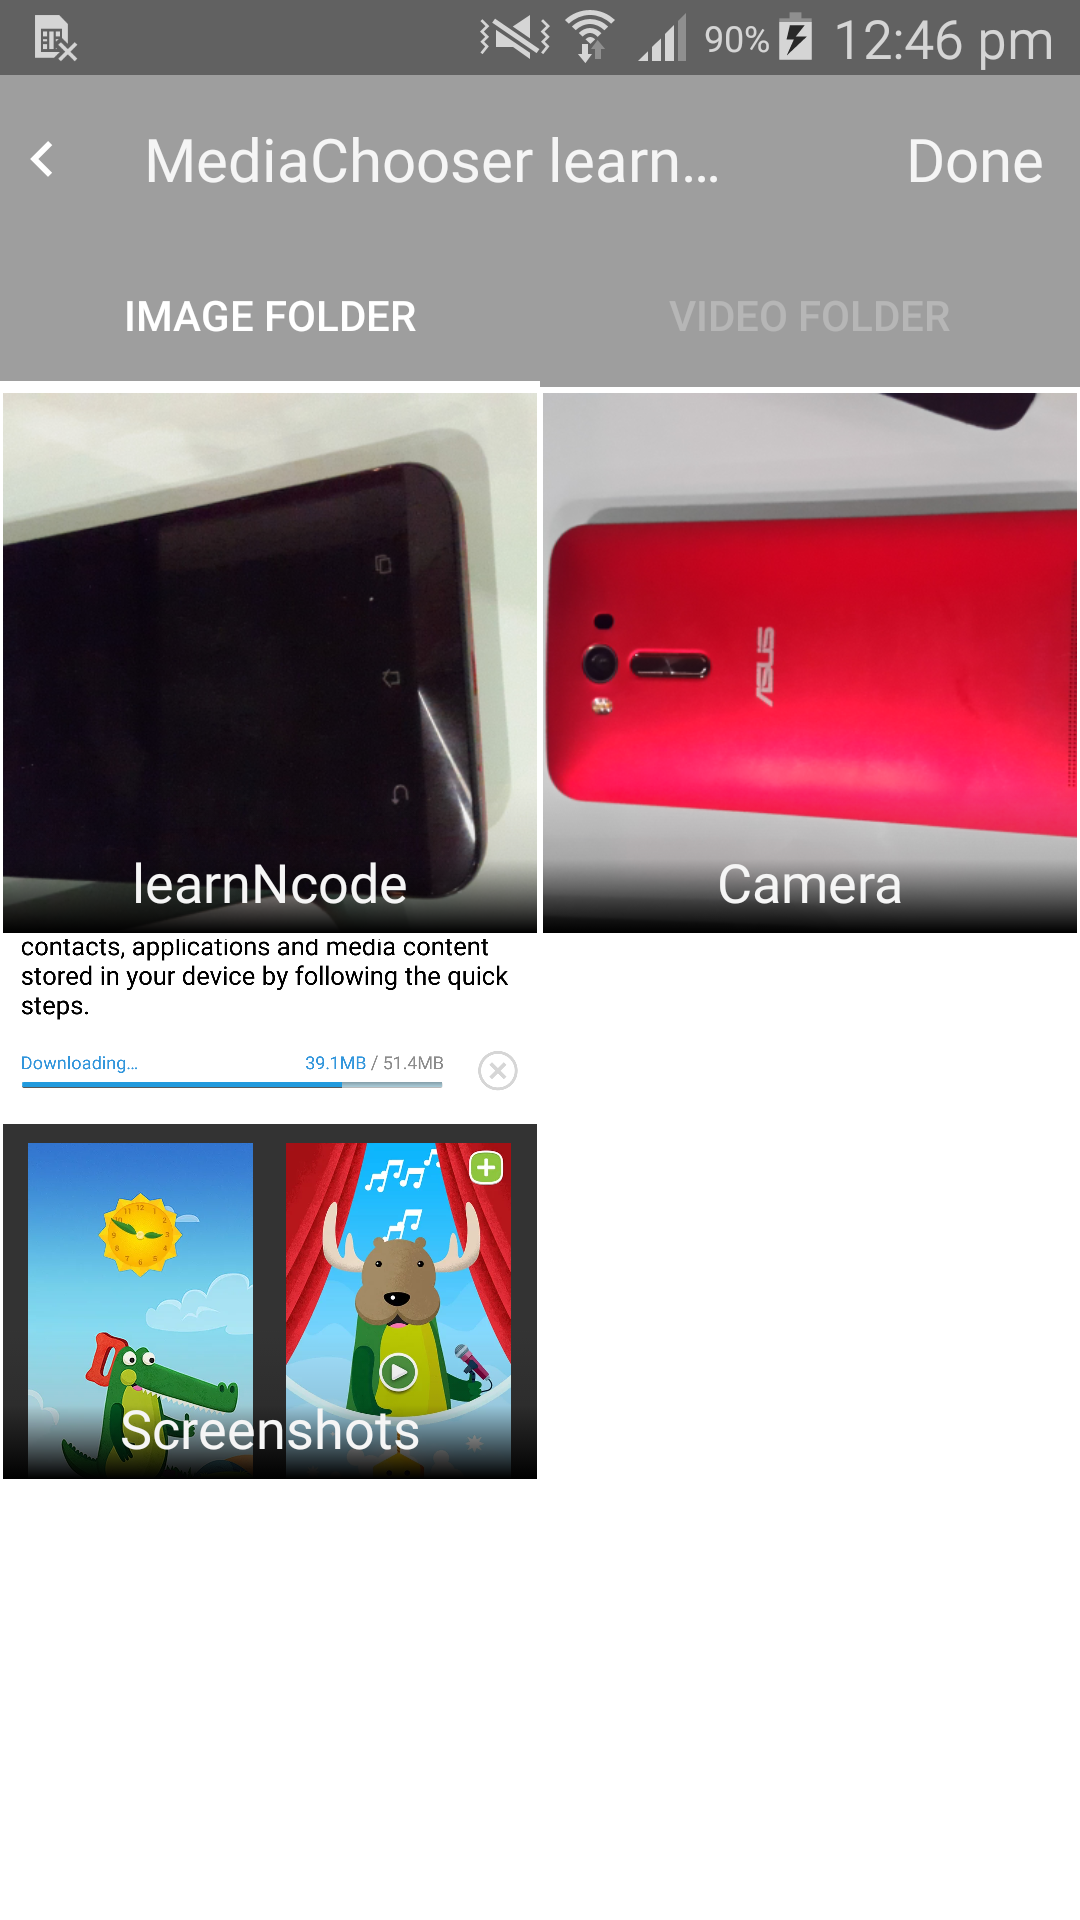 90% 12:46 pm
MediaChooser learn... Done
IMAGE FOLDER VIDEO FOLDER
ASUS
learnNcode Camera
contacts, applications and media content
stored in your device by following the quick
steps.
Downloading... 39.1MB / 51.4MB
Screenshots